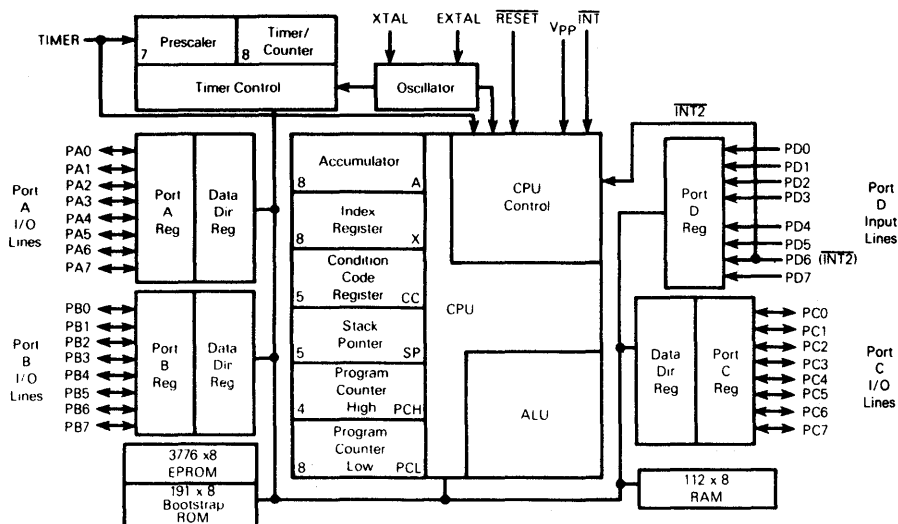 TIMER
Prescaler
7
Timer/
Counter
8
Timer Control
XTAL
EXTAL
Oscillator
RESET
VPP
INT
INT2
Port
A
I/O
Lines
PA0
PA1
PA2
PA3
PA4
PA5
PA6
PA7
Port
A
Reg
Data
Dir
Reg
Port
B
I/O
Lines
PB0
PB1
PB2
PB3
PB4
PB5
PB6
PB7
Port
B
Reg
Data
Dir
Reg
3776 x8
EPROM
191 x 8
Bootstrap
ROM
Accumulator
8 A
Index
Register
8 X
Condition
Code
Register
5 CC
Stack
Pointer
5 SP
Program
Counter
High
4 PCH
Program
Counter
Low
8 PCL
CPU
Control
CPU
ALU
Port
D
Reg
PD0
PD1
PD2
PD3
PD4
PD5
PD6 (INT2)
PD7
Port
D
Input
Lines
Data
Dir
Reg
Port
C
Reg
PC0
PC1
PC2
PC3
PC4
PC5
PC6
PC7
Port
C
I/O
Lines
112 x 8
RAM